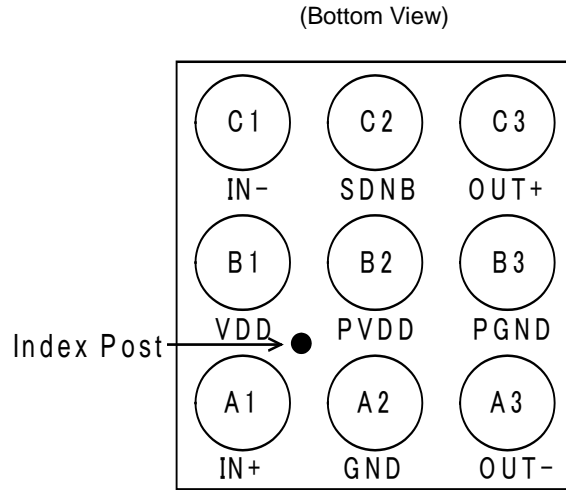 (Bottom View)
C1 C2 C3
IN- SDNB OUT+
B1 B2 B3
VDD PVDD PGND
Index Post
A1 A2 A3
IN+ GND OUT-